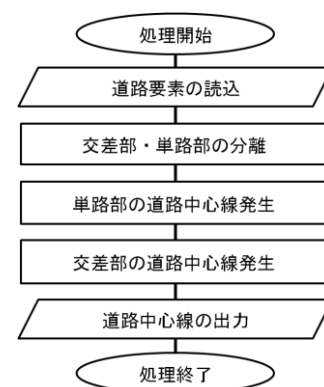 処理開始
道路要素の読込
交差部・単路部の分離
単路部の道路中心線発生
交差部の道路中心線発生
道路中心線の出力
処理終了